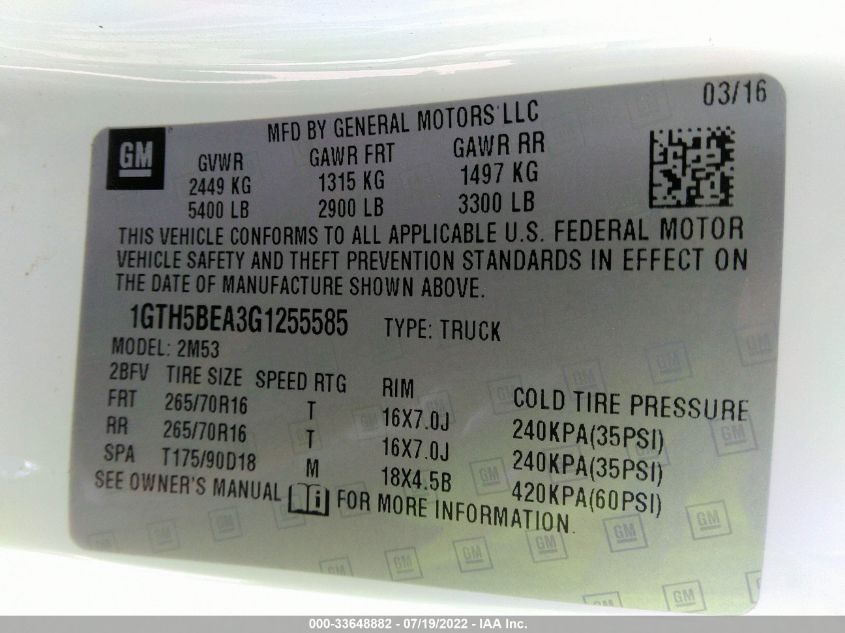 03/16
MFD BY GENERAL MOTORS LLC
GM
GVWR GAWR FRT GAWR RR
2449 KG 1315 KG 1497 KG
5400 LB 2900 LB 3300 LB
THIS VEHICLE CONFORMS TO ALL APPLICABLE U.S. FEDERAL MOTOR
VEHICLE SAFETY AND THEFT PREVENTION STANDARDS IN EFFECT ON
THE DATE OF MANUFACTURE SHOWN ABOVE.
1GTH5BEA3G1255585 TYPE: TRUCK
MODEL: 2M53
2BFV TIRE SIZE SPEED RTG RIM COLD TIRE PRESSURE
FRT 265/70R16 T 16X7.0J 240KPA(35PSI)
RR 265/70R16 T 16X7.0J 240KPA(35PSI)
SPA T175/90D18 M 18X4.5B 420KPA(60PSI)
SEE OWNER'S MANUAL i FOR MORE INFORMATION.
000-33648882 - 07/19/2022 - IAA Inc.